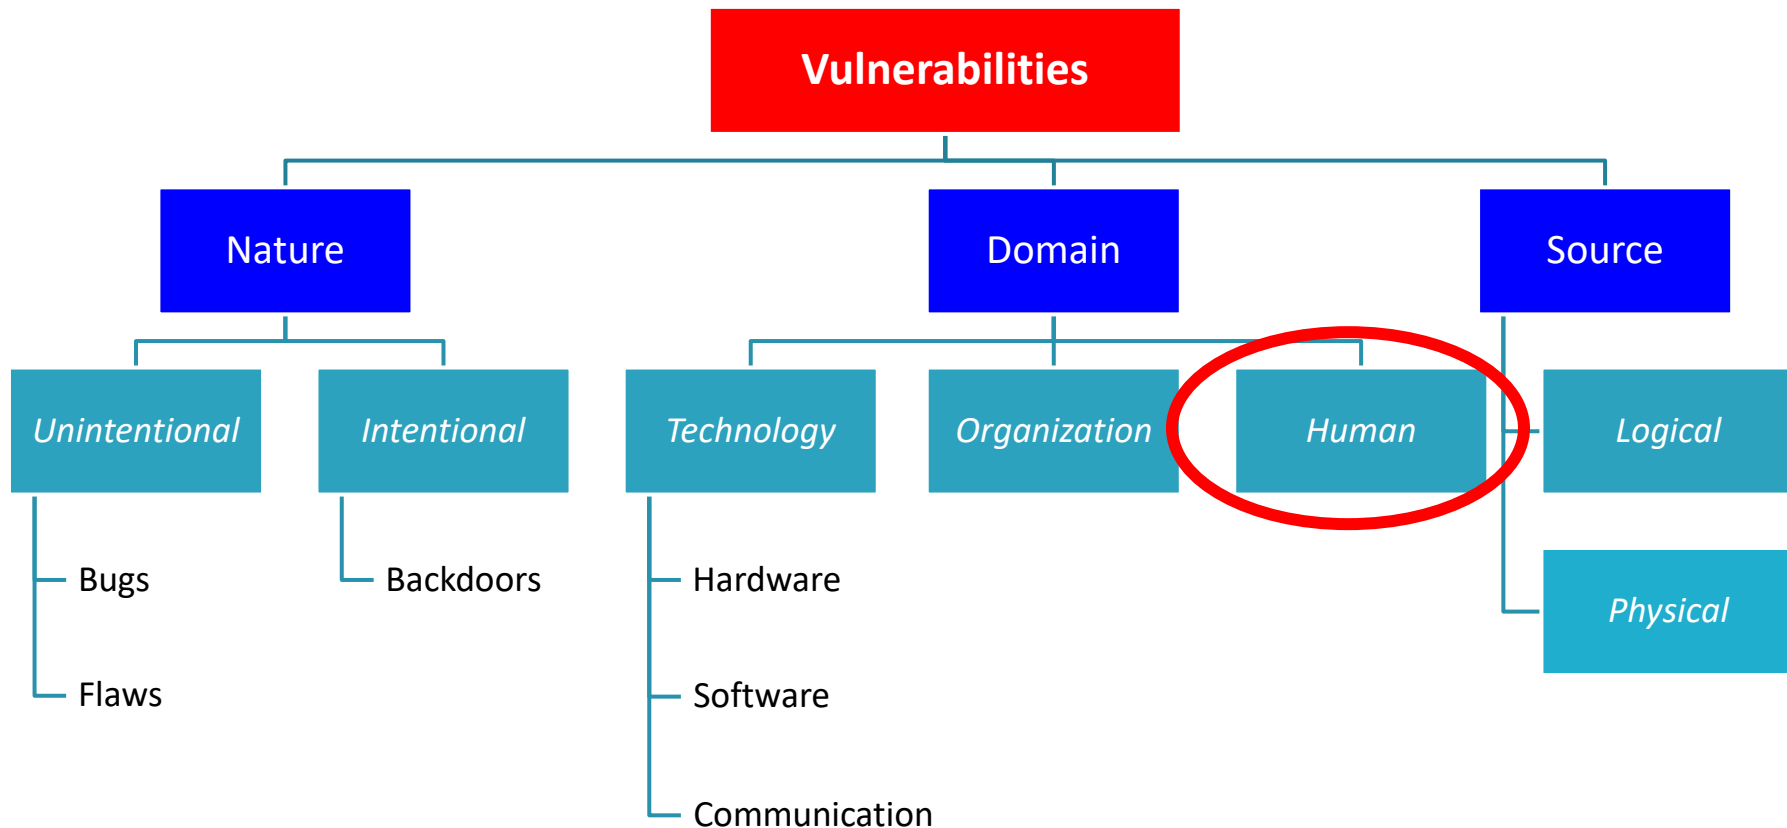 Vulnerabilities
Nature
Domain
Source
Unintentional
Intentional
Technology
Organization
Human
Logical
Bugs
Backdoors
Hardware
Physical
Flaws
Software
Communication